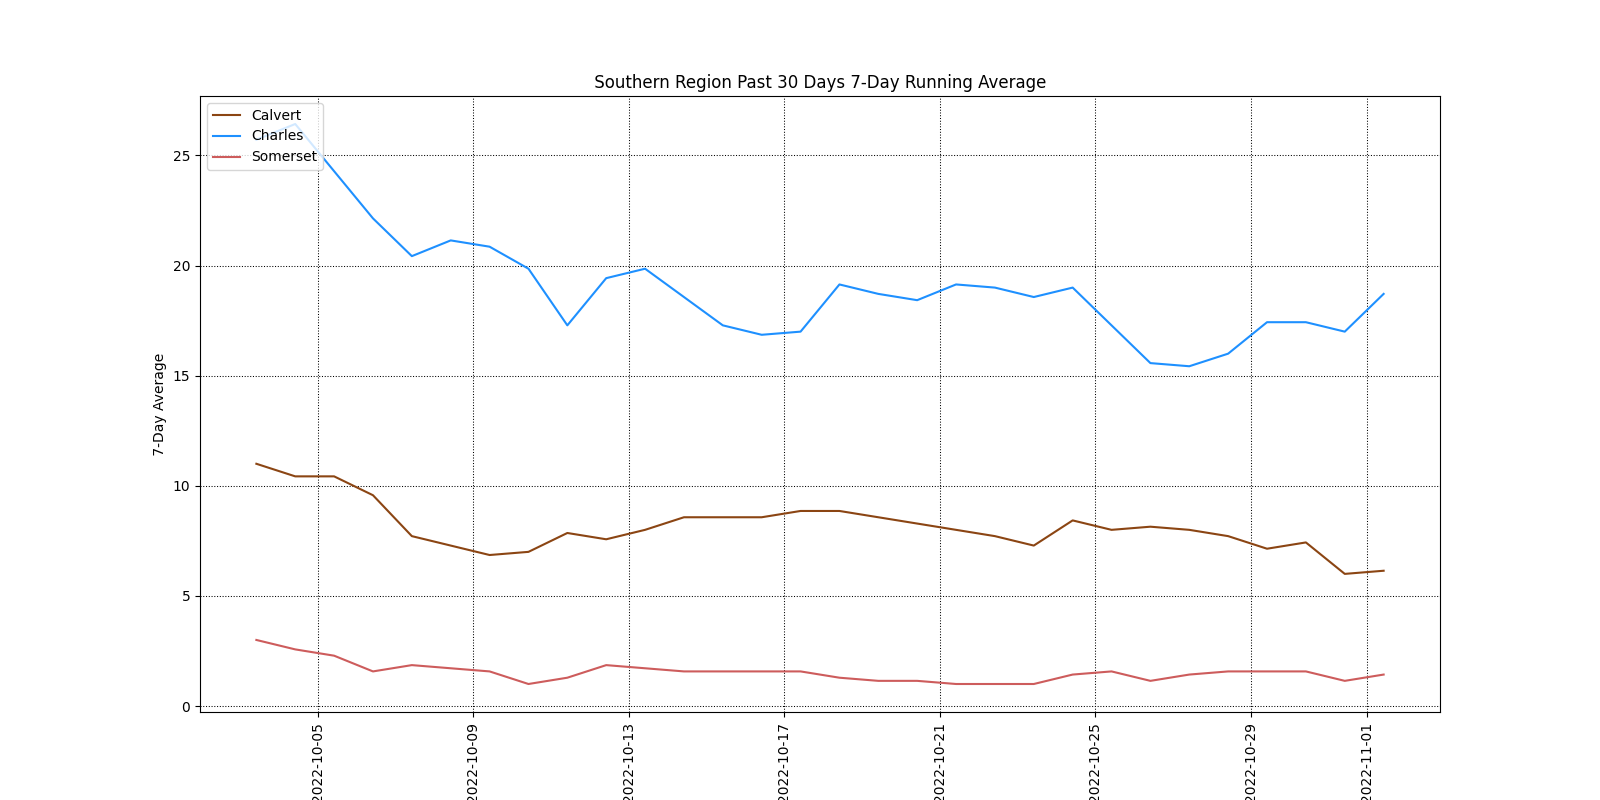 Southern Region Past 30 Days 7-Day Running Average
Calvert
Charles
Somerset
7-Day Average
25
20
15
10
5
0
2022-10-05
2022-10-09
2022-10-13
2022-10-17
2022-10-21
2022-10-25
2022-10-29
2022-11-01